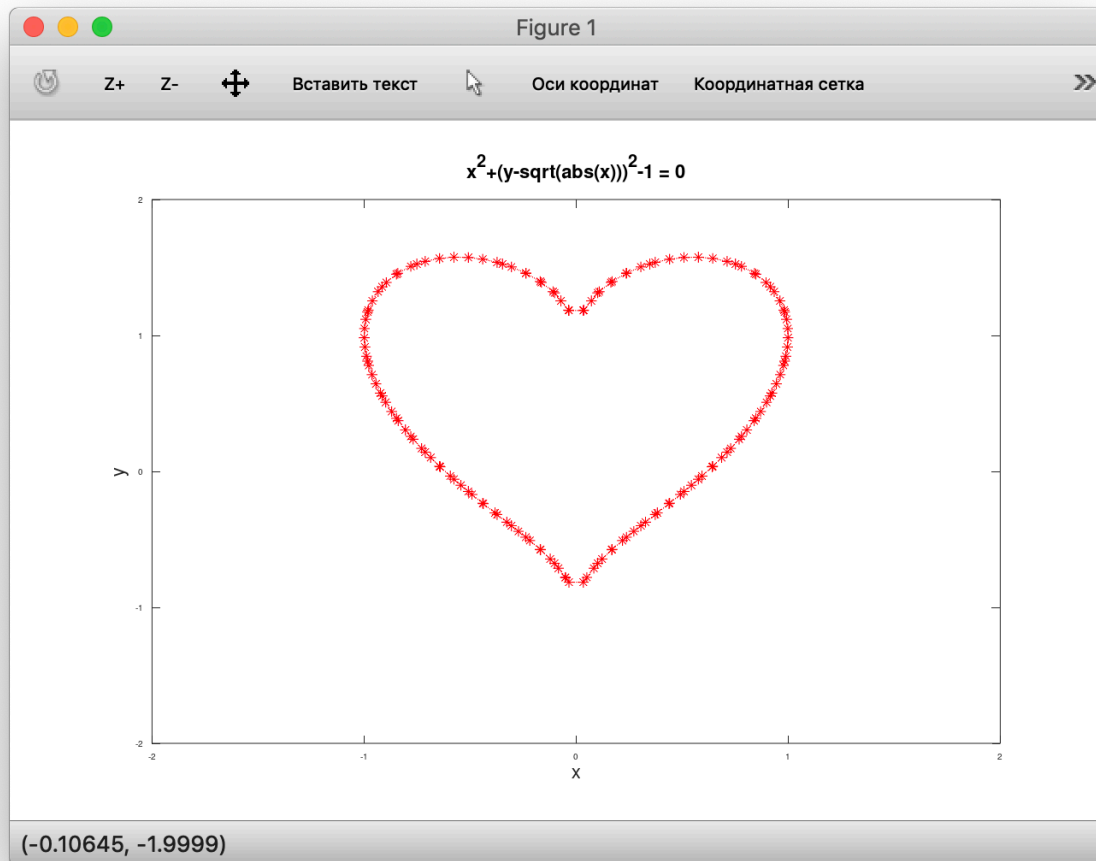 Figure 1
Z+ Z- Вставить текст Оси координат Координатная сетка
x^2+(y-sqrt(abs(x)))^2-1 = 0
2
1
y
0
-1
-2
-2 -1 0 1 2
x
(-0.10645, -1.9999)